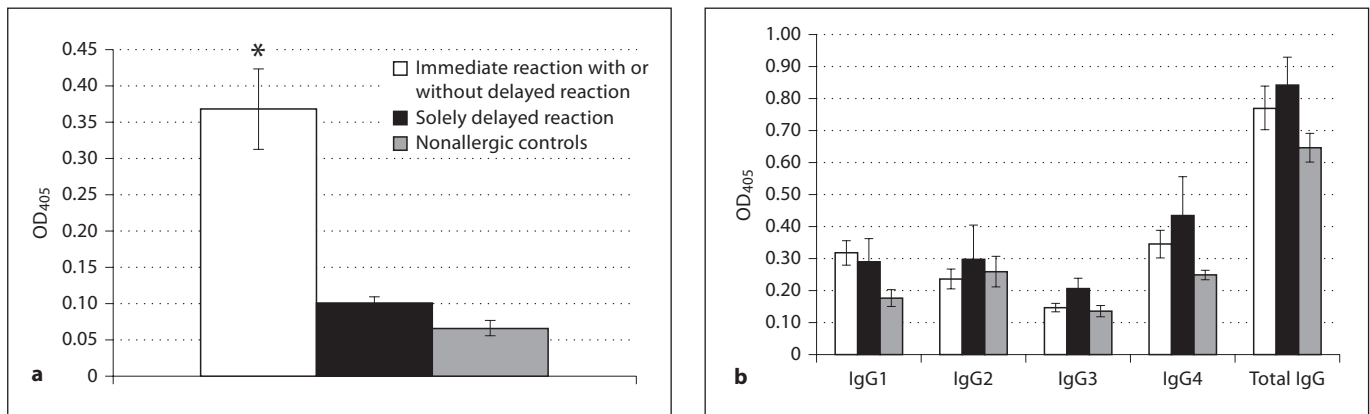 0.45
0.40
0.35
0.30
0.25
0.20
0.15
0.10
0.05
0
OD405
*
Immediate reaction with or
without delayed reaction
Solely delayed reaction
Nonallergic controls
a
1.00
0.90
0.80
0.70
0.60
0.50
0.40
0.30
0.20
0.10
0
OD405
IgG1 IgG2 IgG3 IgG4 Total IgG
b